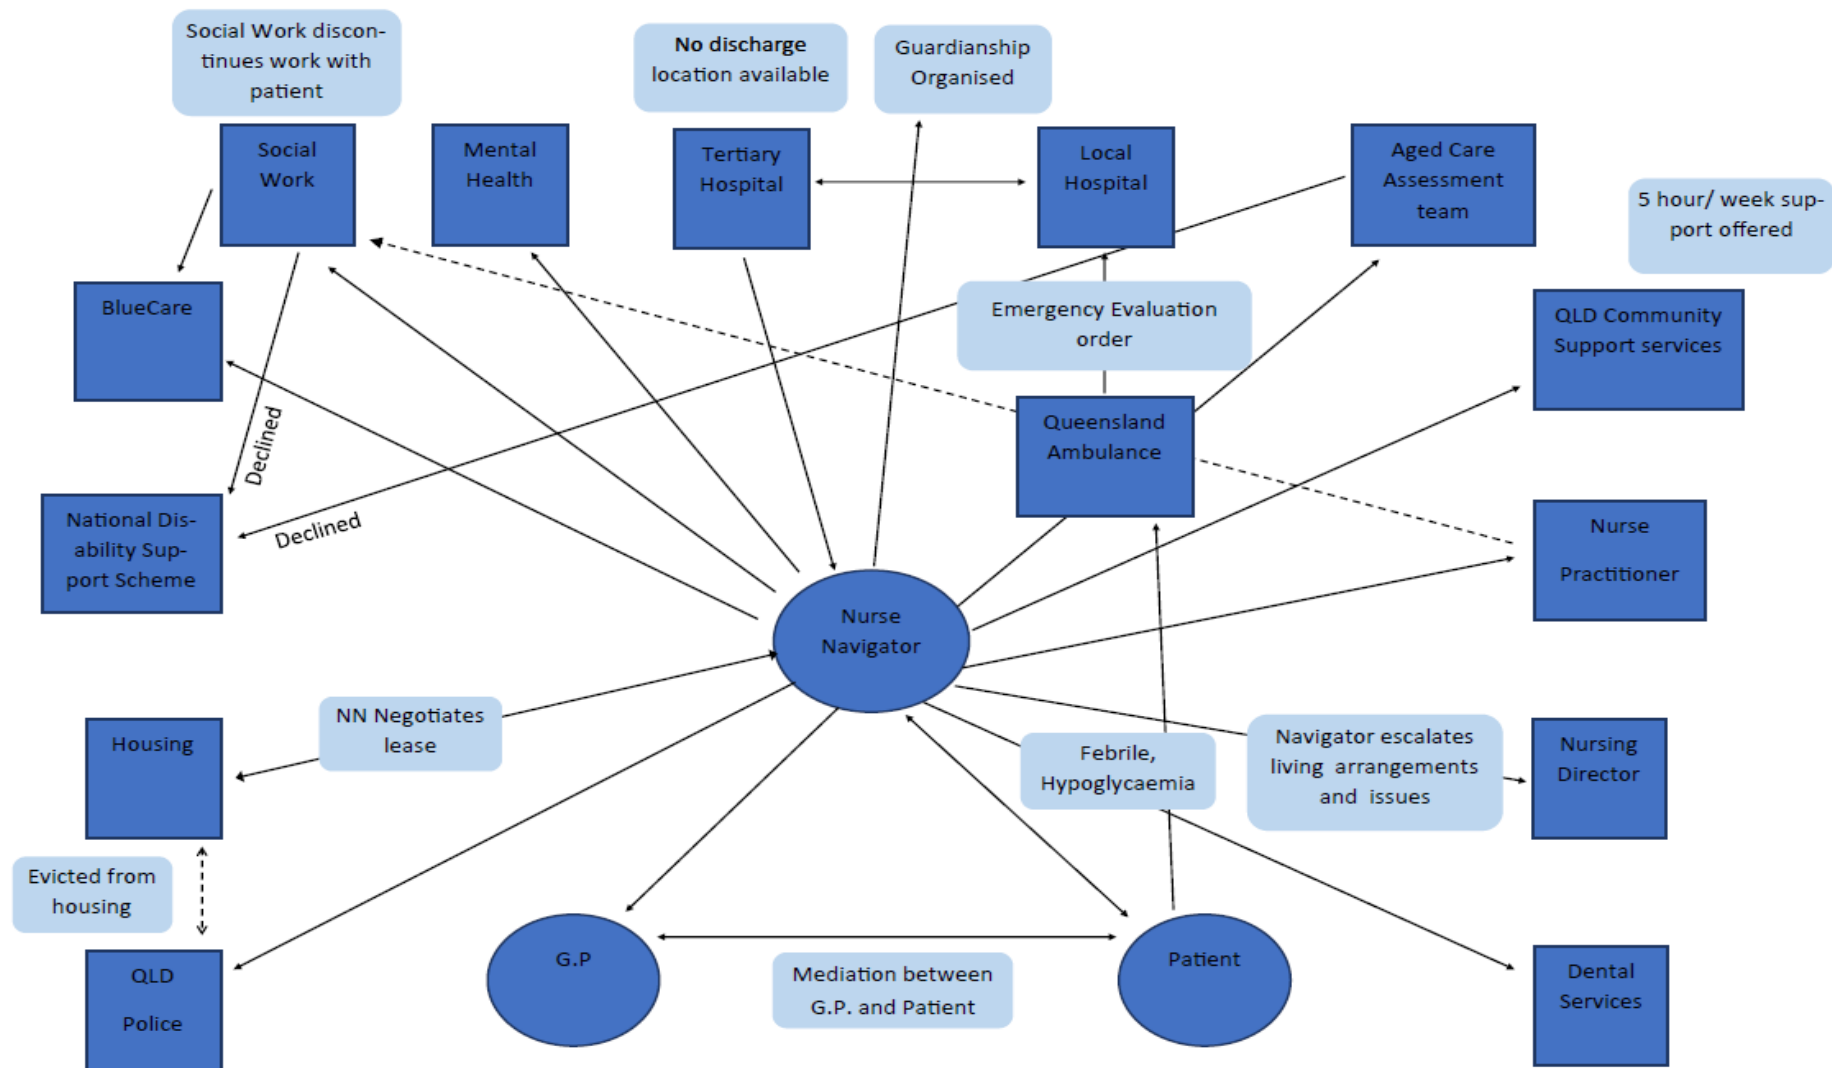 Social Work discon-
tinues work with
patient
No discharge
location available
Guardianship
Organised
Social
Work
Mental
Health
Tertiary
Hospital
Local
Hospital
Aged Care
Assessment
team
5 hour/ week sup-
port offered
BlueCare
Emergency Evaluation
order
QLD Community
Support services
Declined
Queensland
Ambulance
National Dis-
ability Sup-
port Scheme
Declined
Nurse
Practitioner
Nurse
Navigator
Housing
NN Negotiates
lease
Febrile,
Hypoglycaemia
Navigator escalates
living arrangements
and issues
Nursing
Director
Evicted from
housing
QLD
Police
G.P
Mediation between
G.P. and Patient
Patient
Dental
Services